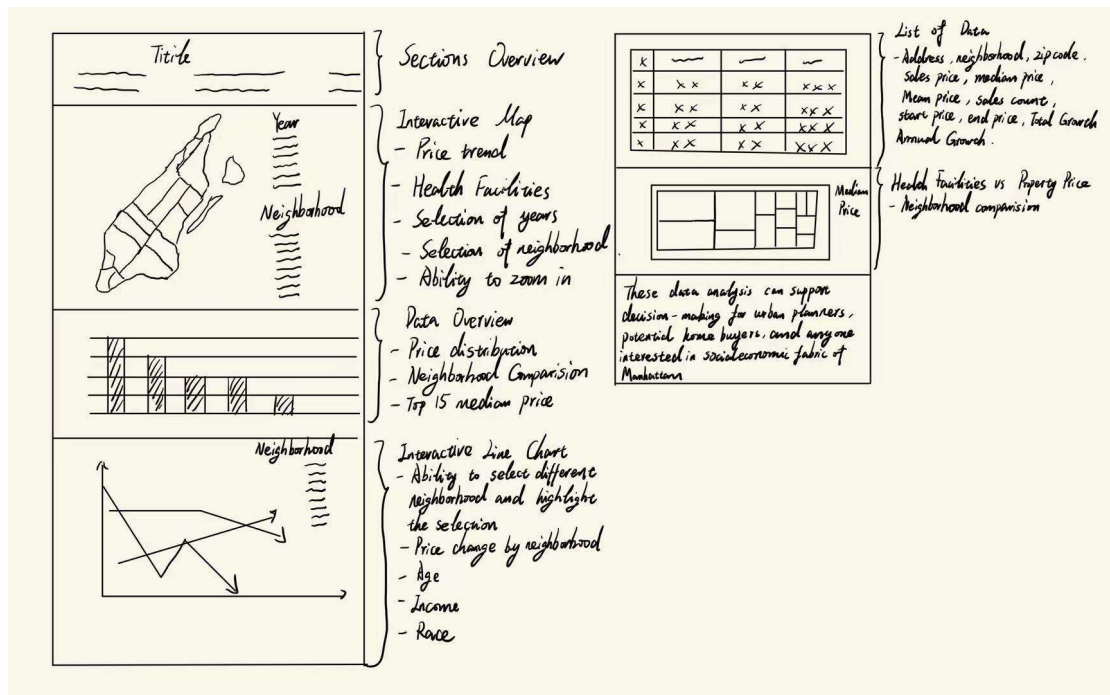 Titile
Sections Overview
Year
Neighborhood
Interactive Map
- Price trend
- Health Facilities
- Selection of years
- Selection of neighborhood
- Ability to zoom in
Data Overview
- Price distribution
- Neighborhood Comparision
- Top 15 median price
Neighborhood
Interactive Line Chart
- Ability to select different
neighborhood and highlight
the selection
- Price change by neighborhood
- Age
- Income
- Race
x
x x x
x x x x x x x x
x x x x x x x x
x x x x x x x x
x x x x x x x x
List of Data
- Address, neighborhood, zipcode,
sales price, median price,
Mean price, sales count,
start price, end price, Total Growth
Annual Growth.
Median
Price
Health Facilities vs Property Price
- Neighborhood comparision
These data analysis can support
decision-making for urban planners,
potential home buyers, and anyone
interested in socialeconomic fabric of
Manhattan